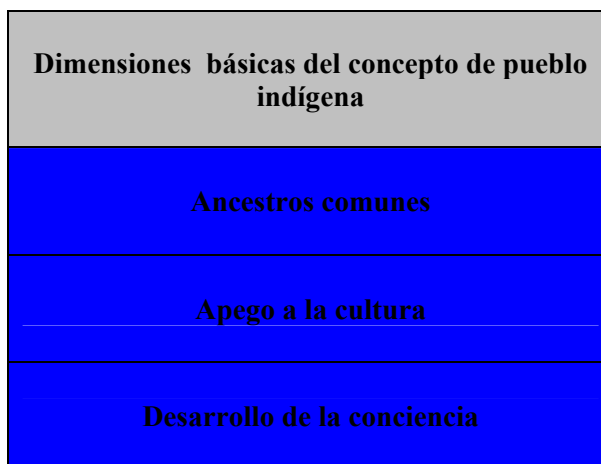 Dimensiones básicas del concepto de pueblo
indígena
Ancestros comunes
Apego a la cultura
Desarrollo de la conciencia